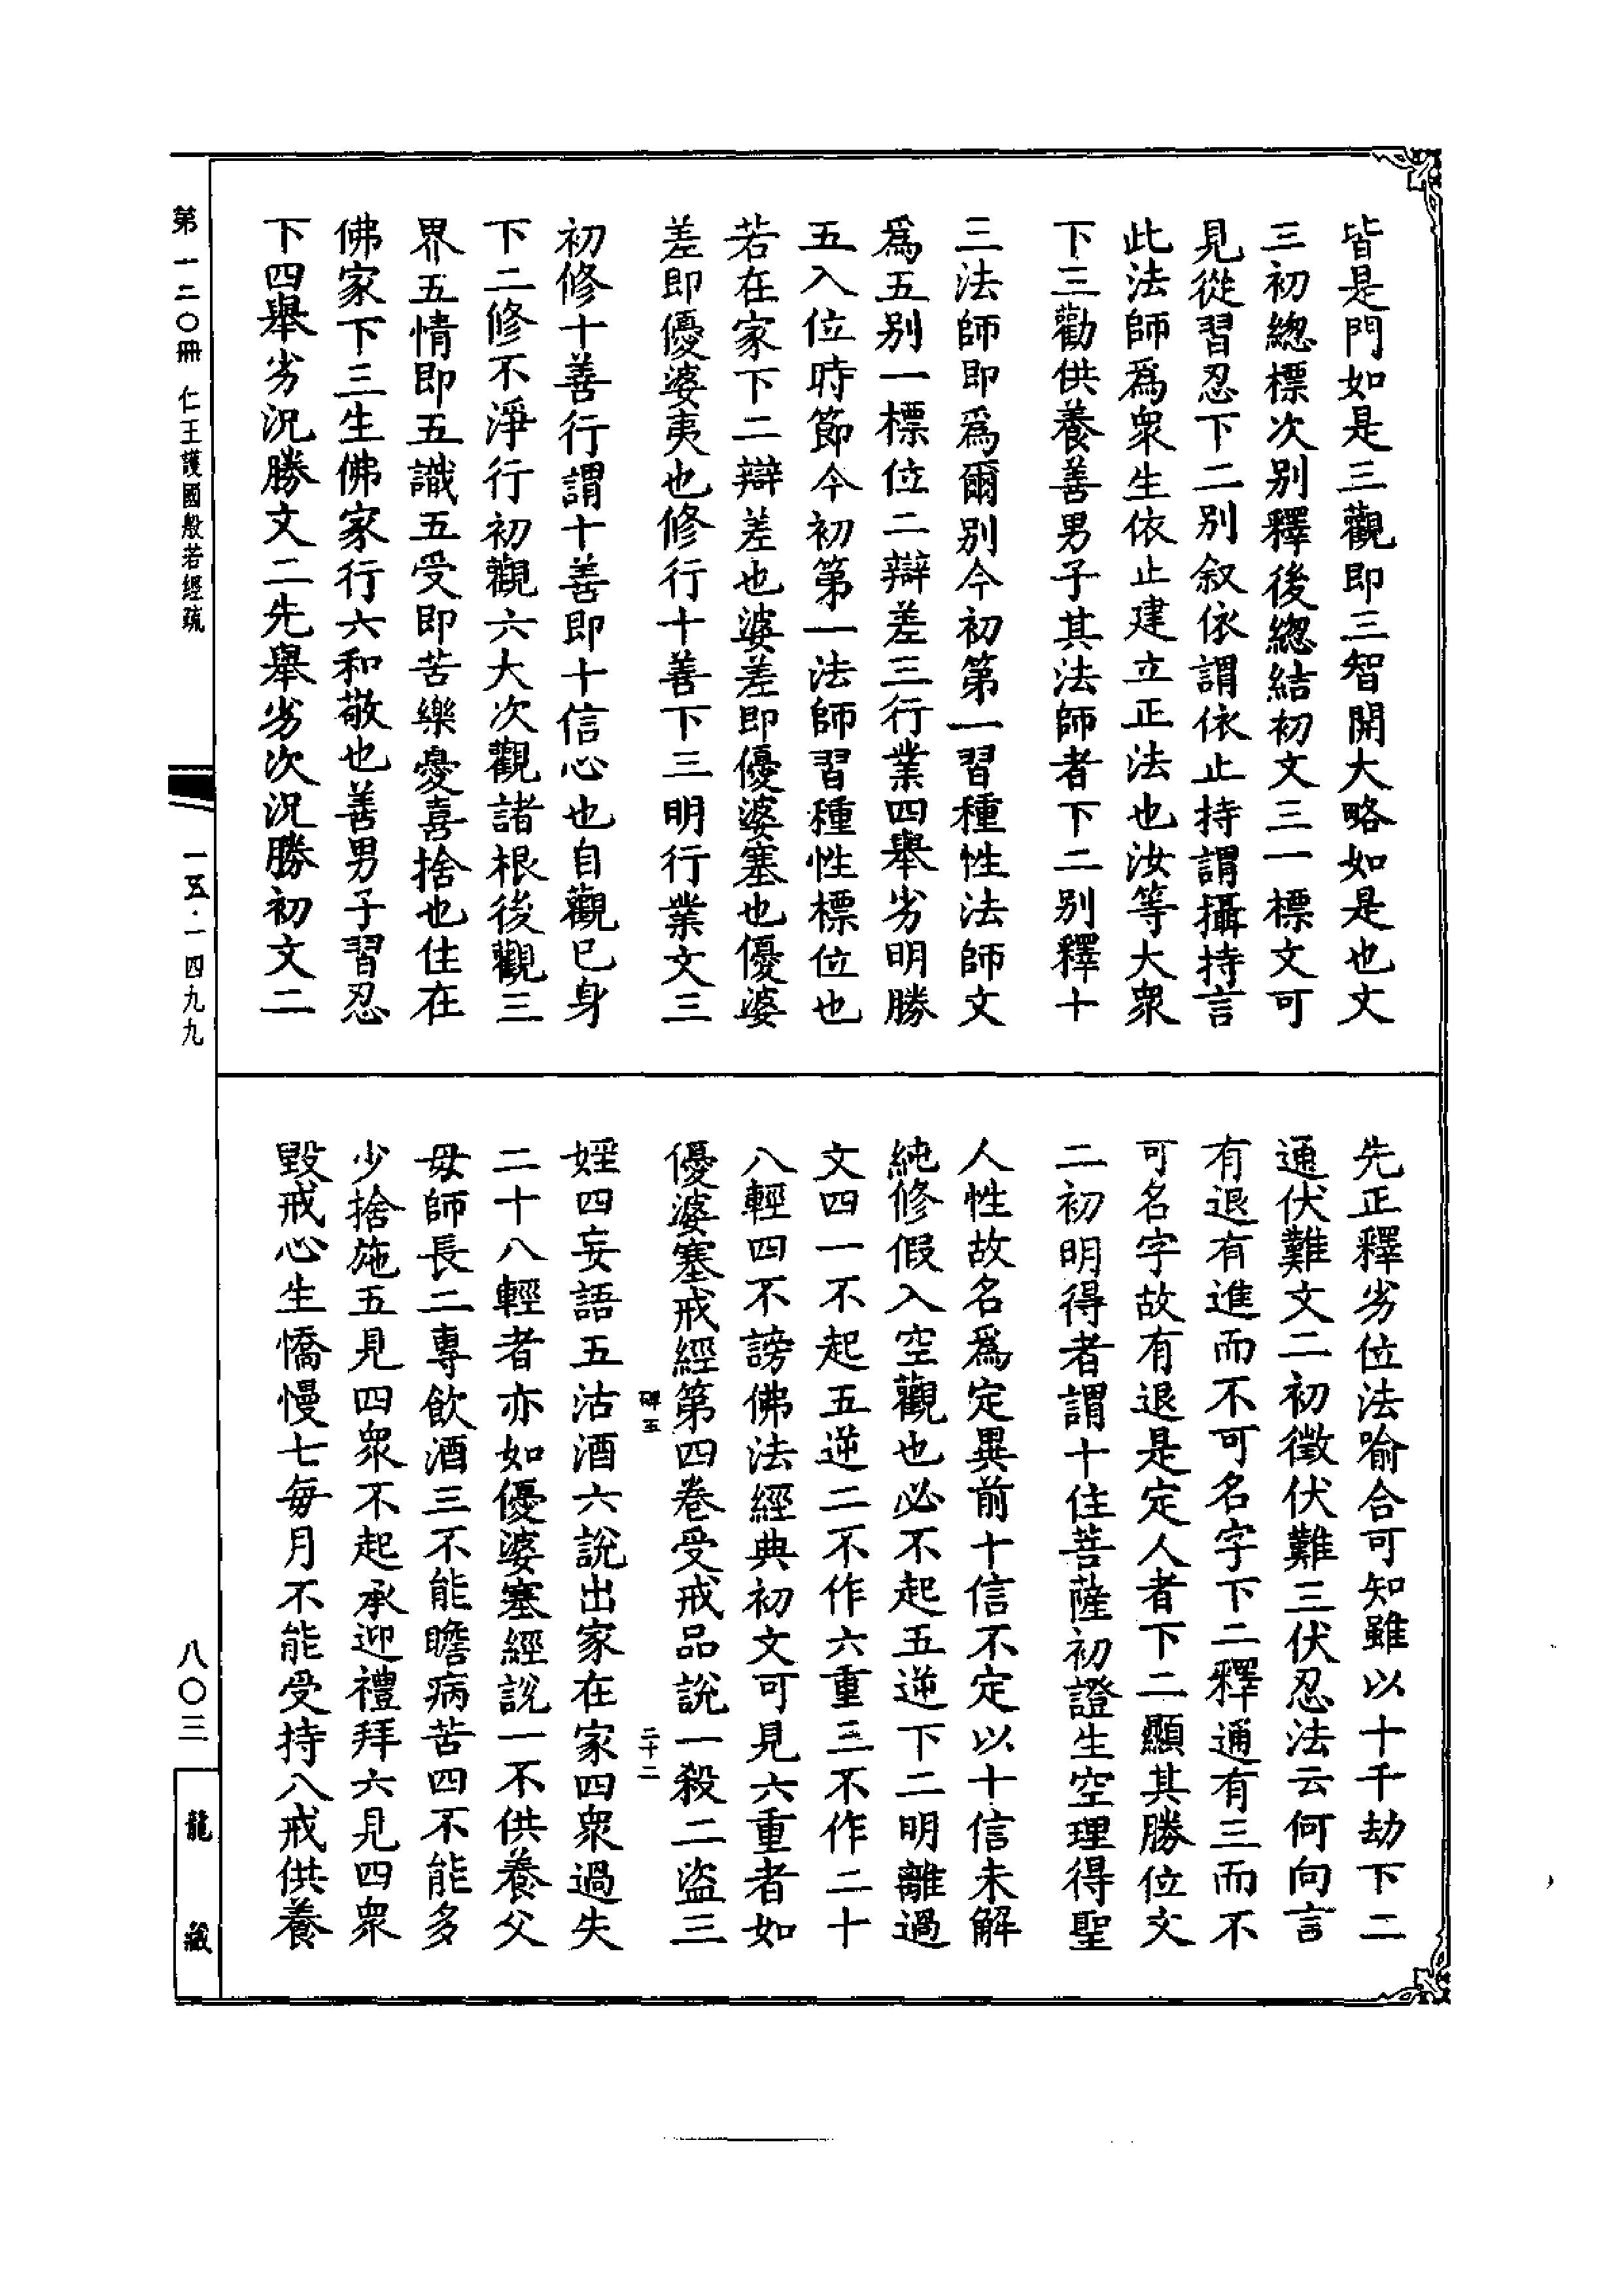 皆是門如是三觀即三智開大略如是也文
三初總標次別釋後總結初文三一標文可
見從習忍下二別叙依謂依止持謂攝持言
此法師爲衆生依止建立正法也汝等大衆
下三勸供養善男子其法師者下二別釋十
三法師即爲爾別今初第一習種性法師文
爲五別一標位二辯差三行業四舉劣明勝
五入位時節今初第一法師習種性標位也
若在家下二辯差也婆差即優婆塞也優婆
差即優婆夷也修行十善下三明行業文三
初修十善行謂十善即十信心也自觀已身
下二修不淨行初觀六大次觀諸根後觀三
界五情即五識五受即苦樂憂喜捨也住在
佛家下三生佛家行六和敬也善男子習忍
下四舉劣況勝文二先舉劣次況勝初文二
先正釋劣位法喻合可知雖以十千劫下二
通伏難文二初徵伏難三伏忍法云何向言
有退有進而不可名字下二釋通有三而不
可名字故有退是定人者下二顯其勝位文
二初明得者謂十住菩薩初證生空理得聖
人性故名爲定異前十信不定以十信未解
純修假入空觀也必不起五逆下二明離過
文四一不起五逆二不作六重三不作二十
八輕四不謗佛法經典初文可見六重者如
優婆塞戒經第四卷受戒品說一殺二盜三
碑五 二十二
婬四妄語五沽酒六說出家在家四衆過失
二十八輕者亦如優婆塞經說一不供養父
母師長二專飲酒三不能瞻病苦四不能多
少捨施五見四衆不起承迎禮拜六見四衆
毀戒心生憍慢七每月不能受持八戒供養
第一二〇冊 仁王護國般若經疏
一五·一四九九
八〇三
龍藏